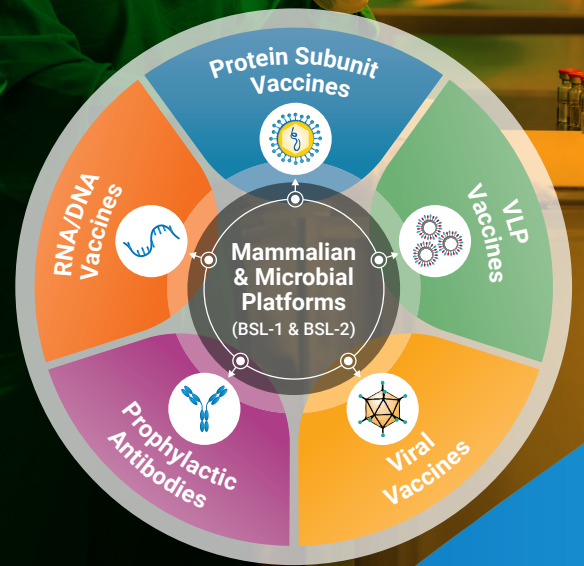 Protein Subunit
Vaccines
VLP
Vaccines
Viral
Vaccines
Prophylactic
Antibodies
RNA/DNA
Vaccines
Mammalian
& Microbial
Platforms
(BSL-1 & BSL-2)